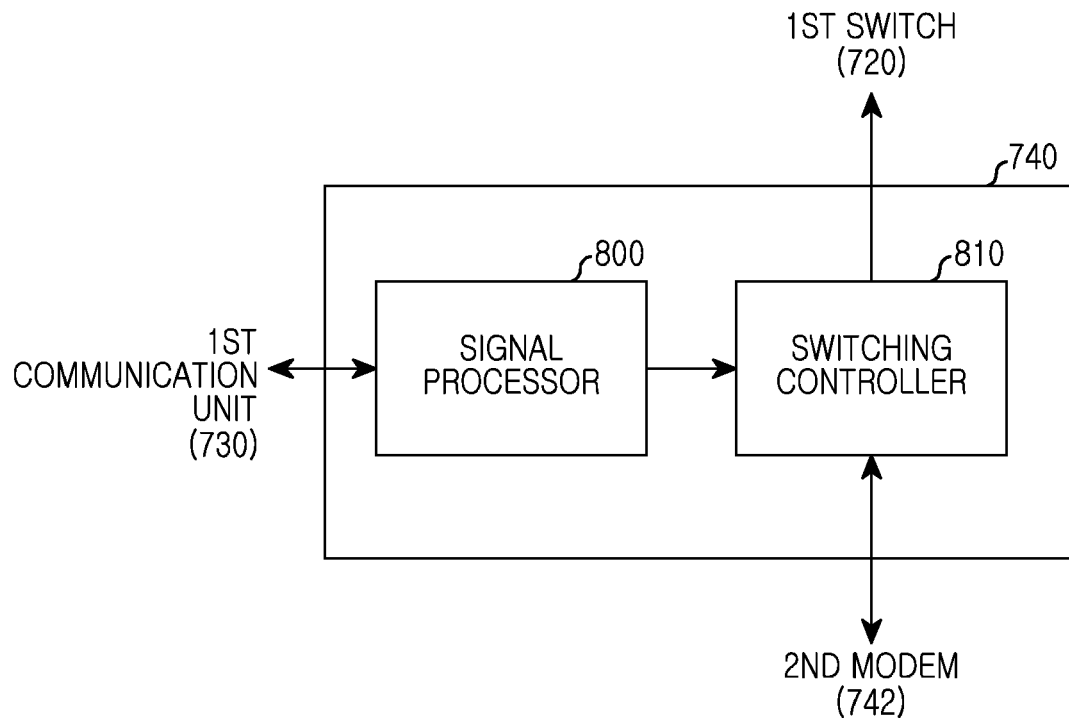 1ST SWITCH
(720)
740
800
810
1ST
COMMUNICATION
UNIT
(730)
SIGNAL
PROCESSOR
SWITCHING
CONTROLLER
2ND MODEM
(742)